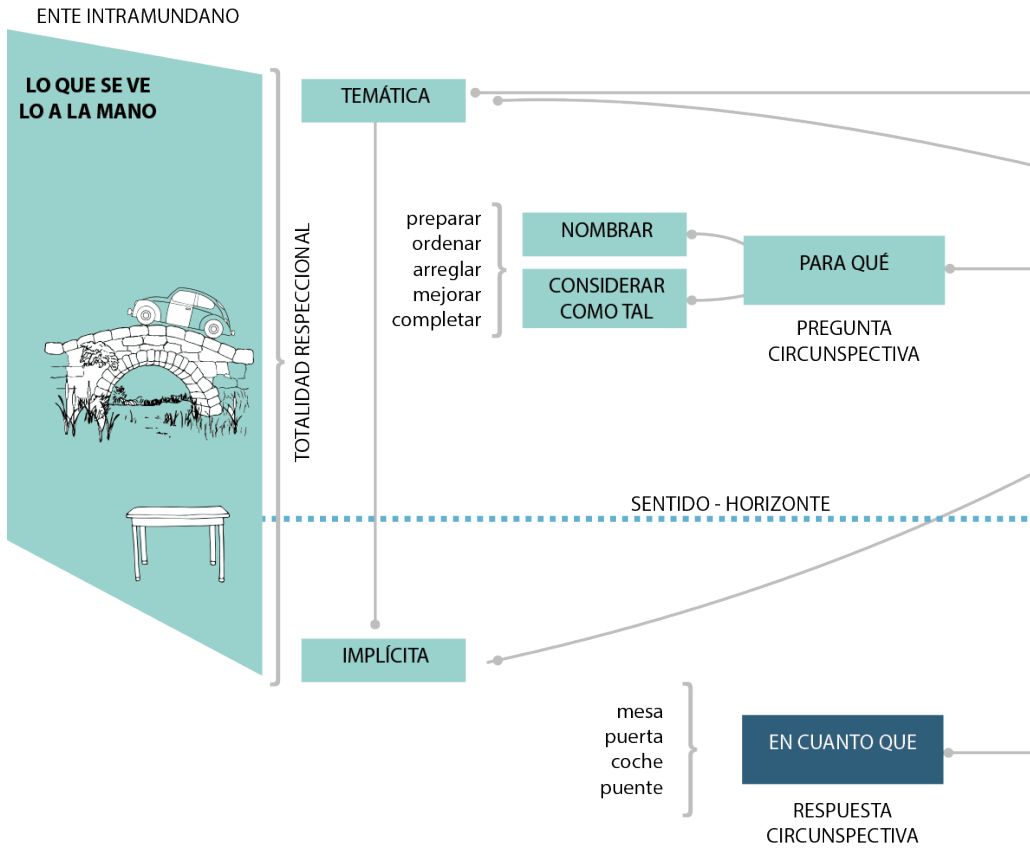 ENTE INTRAMUNDANO
LO QUE SE VE
LO A LA MANO
TOTALIDAD RESPECCIONAL
TEMÁTICA
preparar
ordenar
arreglar
mejorar
completar
NOMBRAR
CONSIDERAR
COMO TAL
PARA QUÉ
PREGUNTA
CIRCUNSPECTIVA
SENTIDO - HORIZONTE
IMPLÍCITA
mesa
puerta
coche
puente
EN CUANTO QUE
RESPUESTA
CIRCUNSPECTIVA